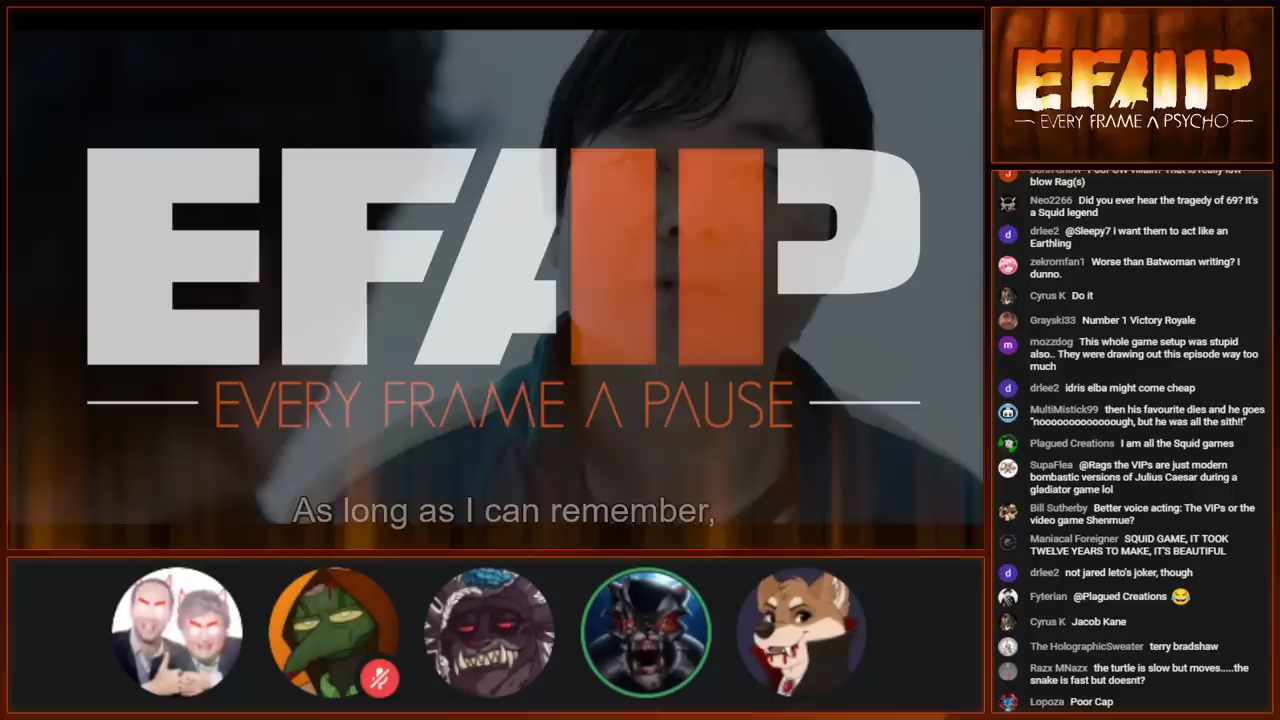 EFAP
EVERY FRAME A PAUSE
As long as I can remember,
EFAP
EVERY FRAME A PSYCHO
blow Rag(s)
Neo2266 Did you ever hear the tragedy of 69? It's
a Squid legend
drlee2 @Sleepy7 i want them to act like an
Earthling
zekromfan1 Worse than Batwoman writing? I
dunno.
Cyrus K Do it
Grayski33 Number 1 Victory Royale
mozzdog This whole game setup was stupid
also.. They were drawing out this episode way too
much
drlee2 idris elba might come cheap
MultiMistick99 then his favourite dies and he goes
"noooooooooooooough, but he was all the sith!!"
Plagued Creations I am all the Squid games
SupaFlea @Rags the VIPs are just modern
bombastic versions of Julius Caesar during a
gladiator game lol
Bill Sutherby Better voice acting: The VIPs or the
video game Shenmue?
Maniacal Foreigner SQUID GAME, IT TOOK
TWELVE YEARS TO MAKE, IT'S BEAUTIFUL
drlee2 not jared leto's joker, though
Fyterian @Plagued Creations 😂
Cyrus K Jacob Kane
The HolographicSweater terry bradshaw
Razx MNazx the turtle is slow but moves.....the
snake is fast but doesnt?
Lopoza Poor Cap